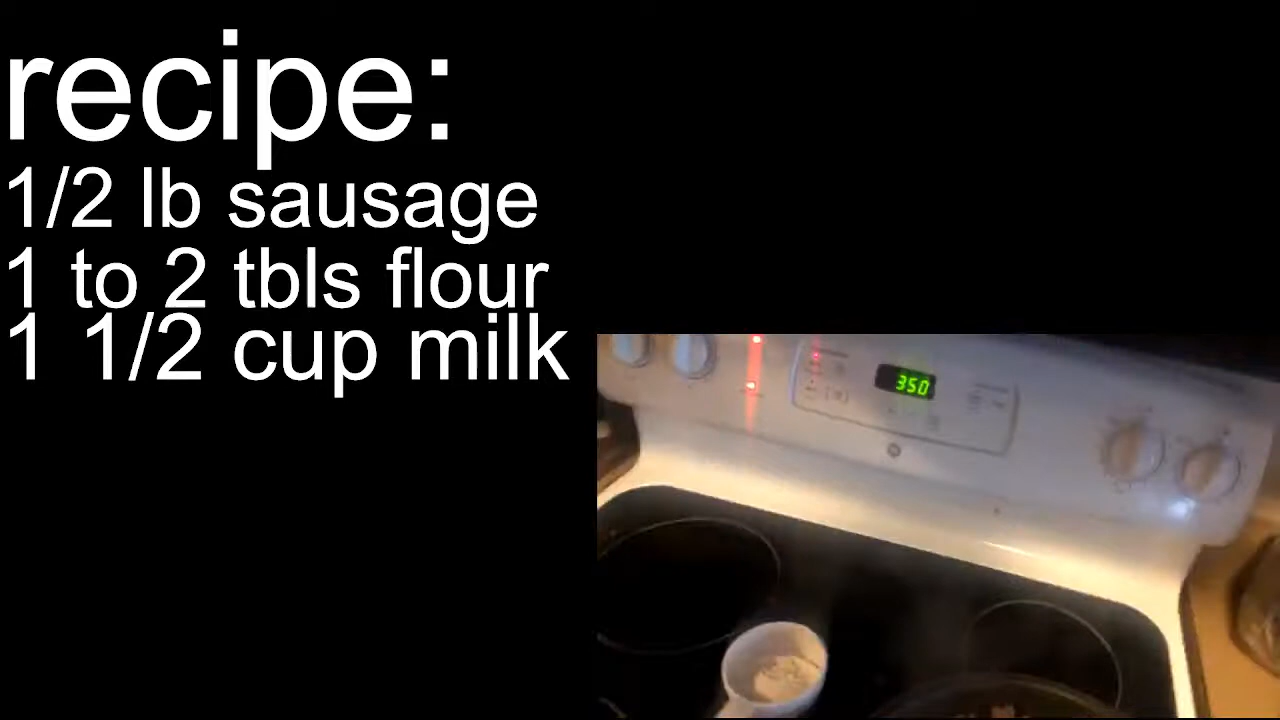 recipe:
1/2 lb sausage
1 to 2 tbls flour
1 1/2 cup milk
350